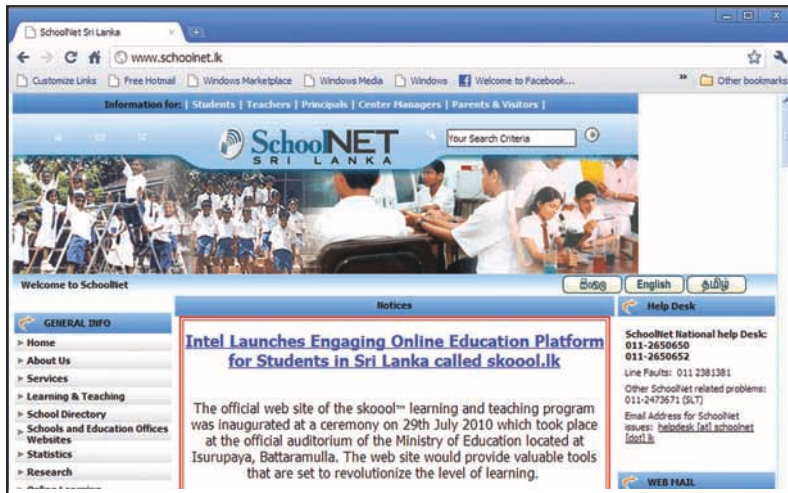 SchoolNet Sri Lanka
www.schoolnet.lk
Customize Links Free Hotmail Windows Marketplace Windows Media Windows Welcome to Facebook... » Other bookmarks
Information for: | Students | Teachers | Principals | Center Managers | Parents & Visitors |
SchoolNET
SRI LANKA
Your Search Criteria
Welcome to SchoolNet
සිංහල English தமிழ்
GENERAL INFO
Home
About Us
Services
Learning & Teaching
School Directory
Schools and Education Offices
Websites
Statistics
Research
Online Learning
Notices
Intel Launches Engaging Online Education Platform
for Students in Sri Lanka called skoool.lk
The official web site of the skoool™ learning and teaching program
was inaugurated at a ceremony on 29th July 2010 which took place
at the official auditorium of the Ministry of Education located at
Isurupaya, Battaramulla. The web site would provide valuable tools
that are set to revolutionize the level of learning.
Help Desk
SchoolNet National help Desk:
011-2650650
011-2650652
Line Faults: 011 2381381
Other SchoolNet related problems:
011-2473671 (SLT)
Email Address for SchoolNet
issues: helpdesk [at] schoolnet
[dot] lk
WEB MAIL